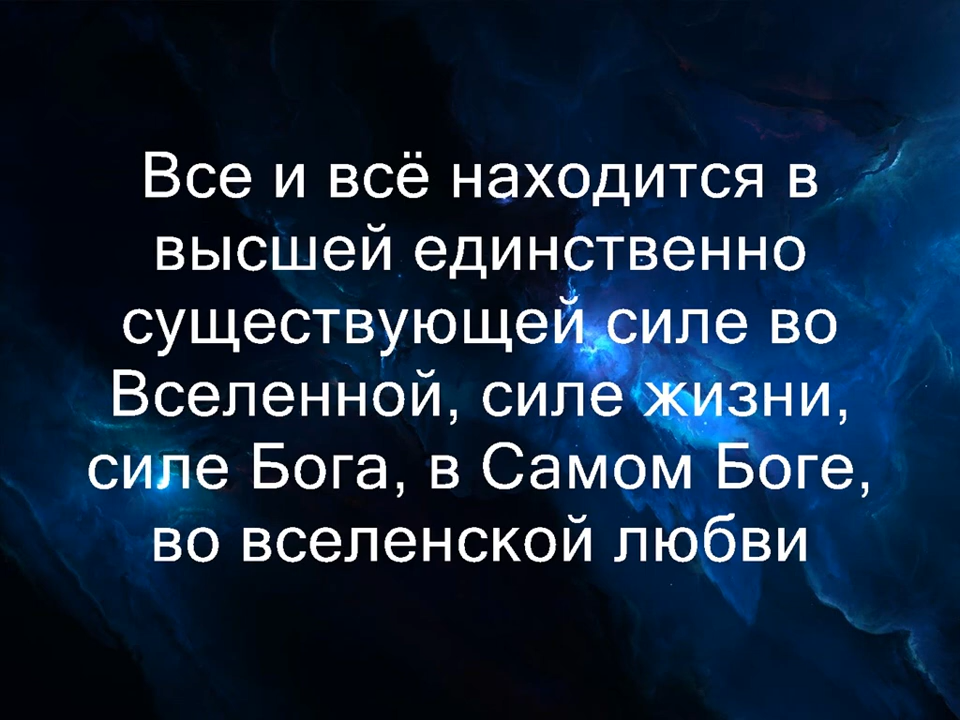 Все и всё находится в
высшей единственно
существующей силе во
Вселенной, силе жизни,
силе Бога, в Самом Боге,
во вселенской любви